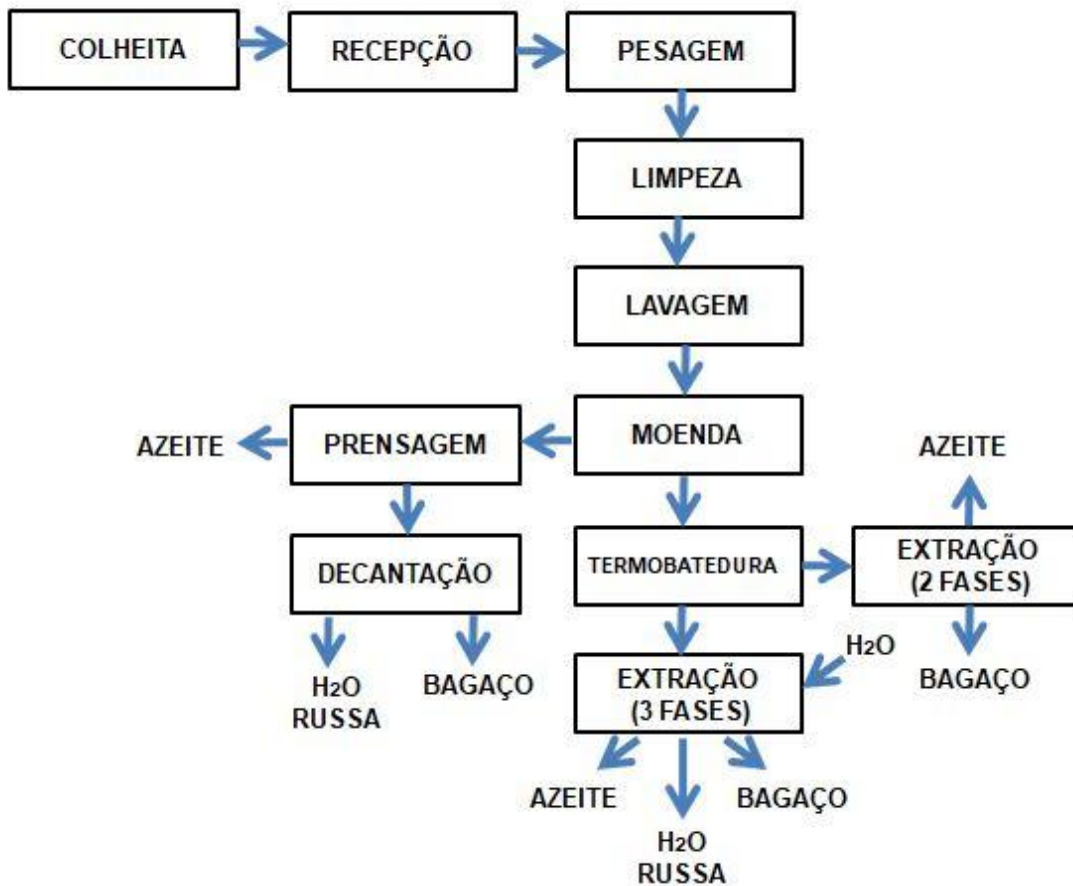 COLHEITA
RECEPÇÃO
PESAGEM
LIMPEZA
LAVAGEM
MOENDA
PRENSAGEM
AZEITE
DECANTAÇÃO
H2O
RUSSA
BAGAÇO
TERMOBATEDURA
EXTRAÇÃO
(2 FASES)
AZEITE
BAGAÇO
H2O
EXTRAÇÃO
(3 FASES)
AZEITE
H2O
RUSSA
BAGAÇO